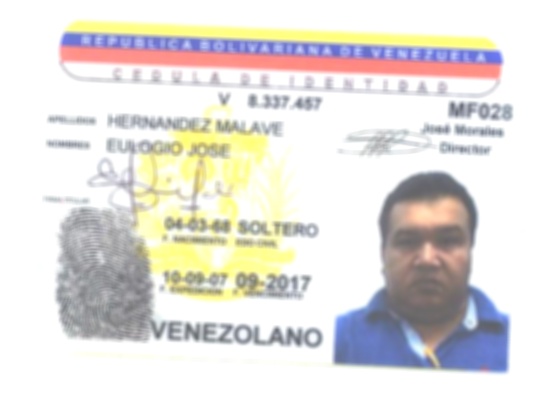 REPUBLICA BOLIVARIANA DE VENEZUELA
CEDULA DE IDENTIDAD
V 8.337.457
MF028
APELLIDOS HERNANDEZ MALAVE
José Morales
Director
NOMBRES EULOGIO JOSE
04-03-68 SOLTERO
F. NACIMIENTO EDO CIVIL
10-09-07 09-2017
F. EXPEDICION F. VENCIMIENTO
VENEZOLANO